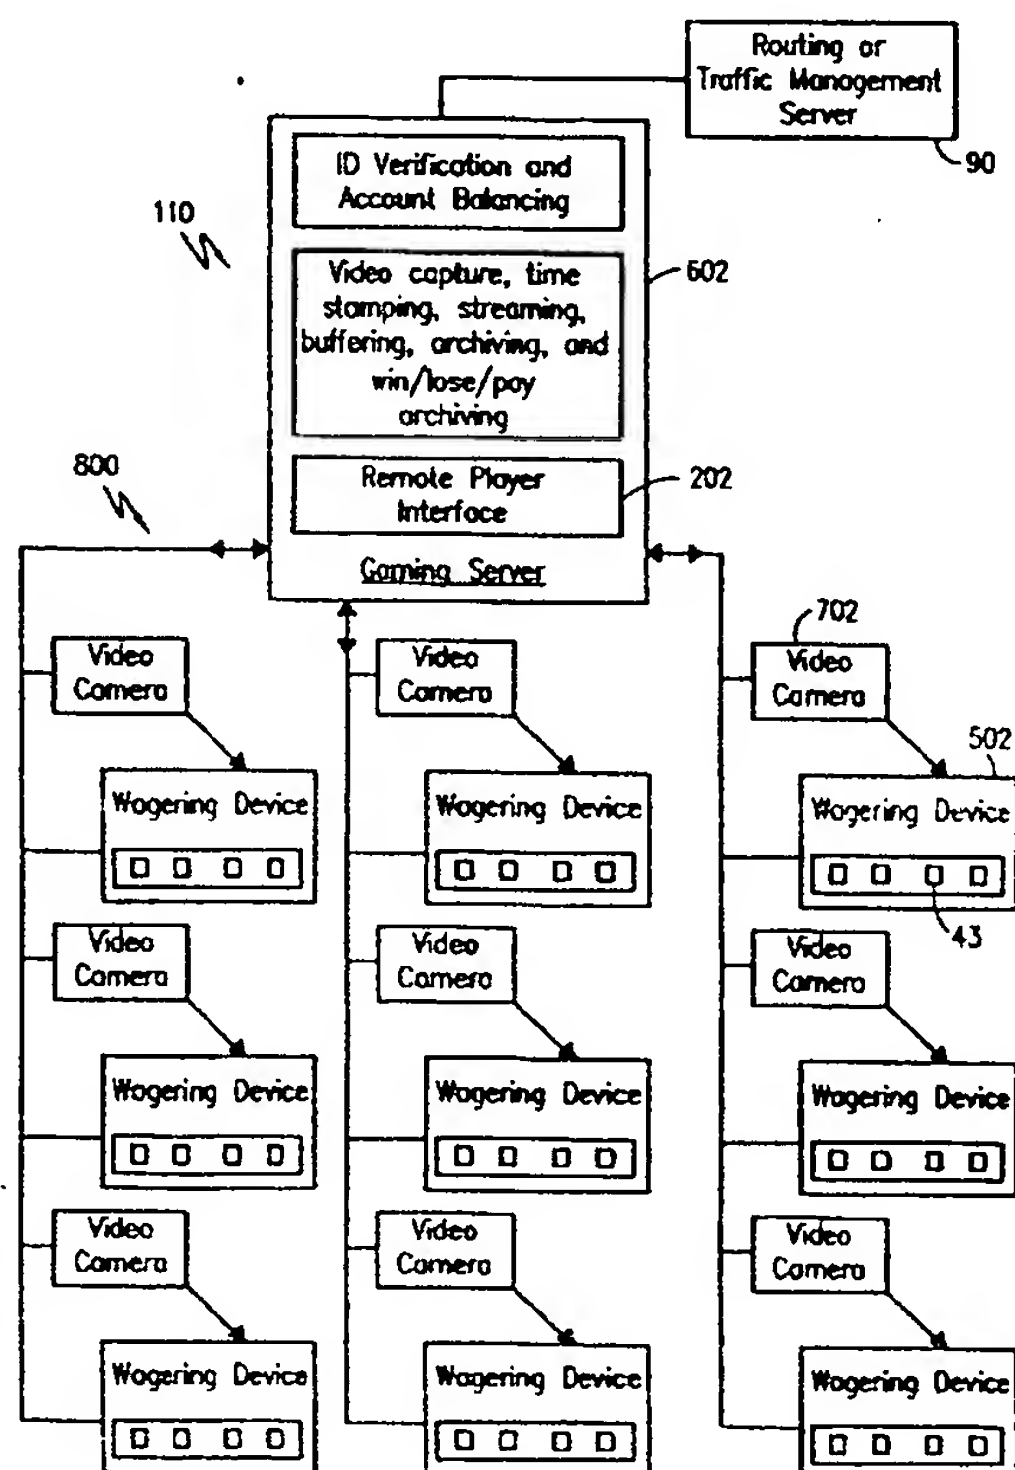 Routing or
Traffic Management
Server
90
ID Verification and
Account Balancing
110
602
Video capture, time
stamping, streaming,
buffering, archiving, and
win/lose/pay
archiving
800
Remote Player
Interface
202
Gaming Server
702
Video
Camera
Video
Camera
Video
Camera
502
Wagering Device
Wagering Device
Wagering Device
43
Video
Camera
Video
Camera
Video
Camera
Wagering Device
Wagering Device
Wagering Device
Video
Camera
Video
Camera
Video
Camera
Wagering Device
Wagering Device
Wagering Device